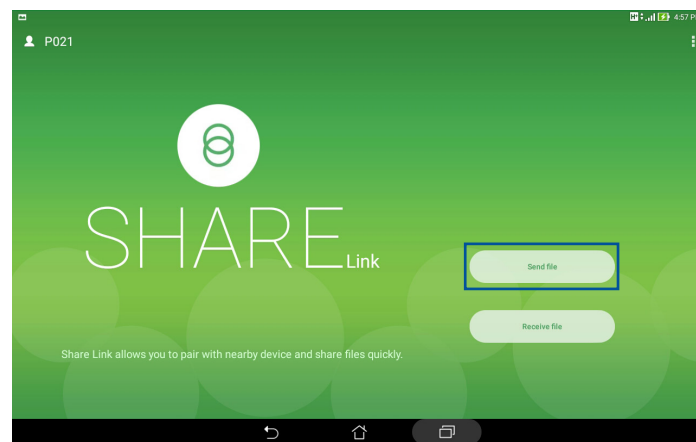 4:57 P
P021
SHARE Link
Send file
Receive file
Share Link allows you to pair with nearby device and share files quickly.